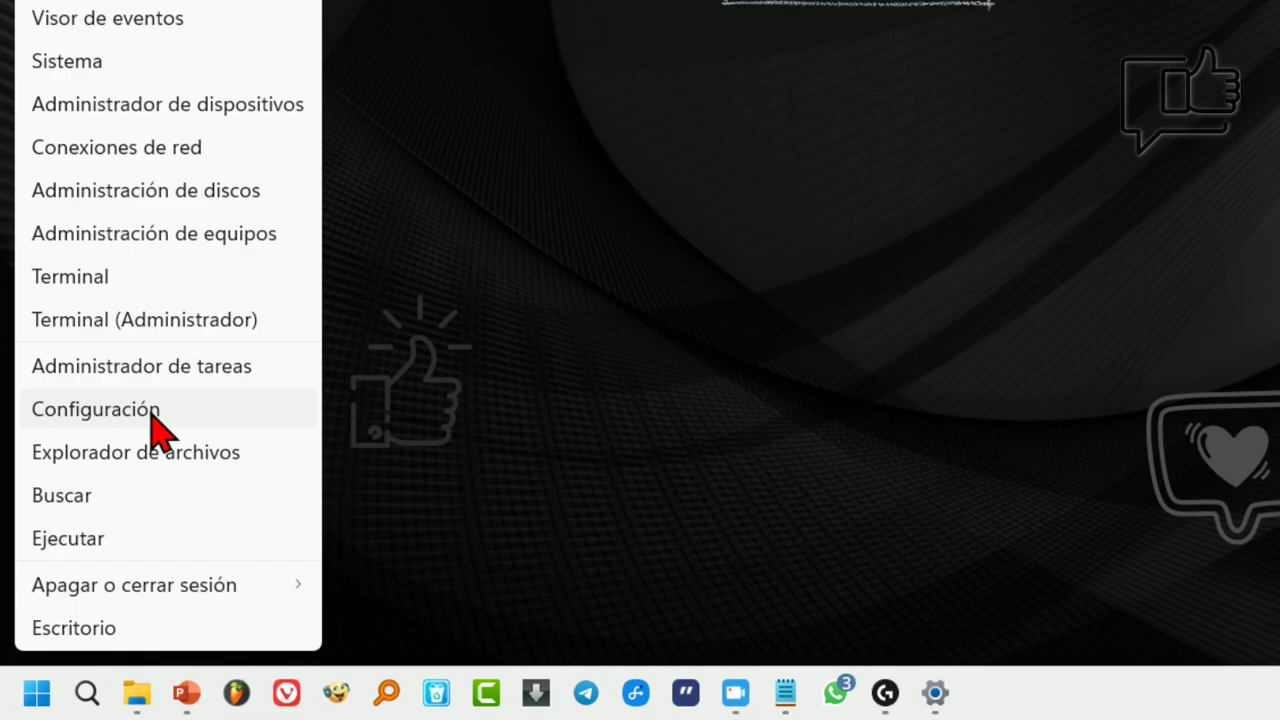 Visor de eventos
Sistema
Administrador de dispositivos
Conexiones de red
Administración de discos
Administración de equipos
Terminal
Terminal (Administrador)
Administrador de tareas
Configuración
Explorador de archivos
Buscar
Ejecutar
Apagar o cerrar sesión
Escritorio
3